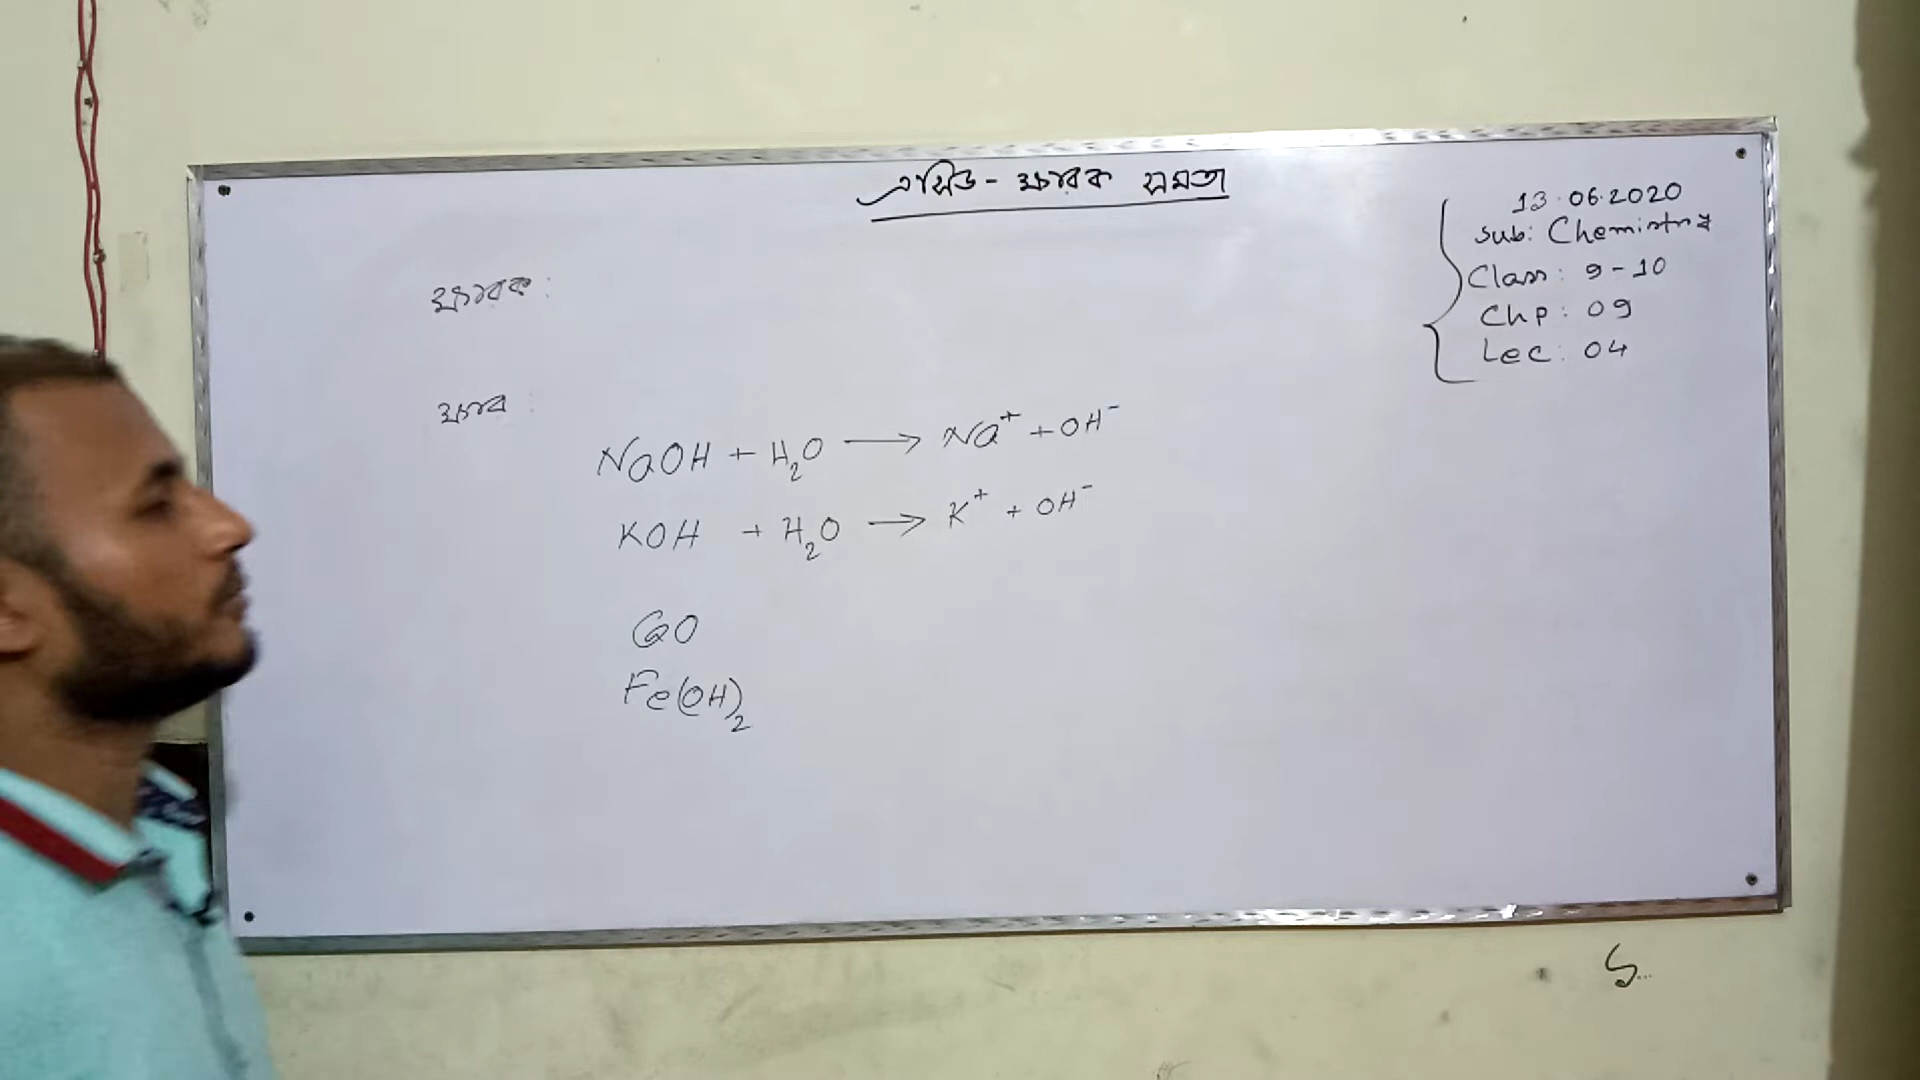 এসিড - ক্ষারক সমতা
13.06.2020
Sub: Chemistry
Class: 9-10
Chp: 09
Lec: 04
ক্ষারক:
ক্ষার:
NaOH + H₂O ⟶ Na⁺ + OH⁻
KOH + H₂O ⟶ K⁺ + OH⁻
CaO
Fe(OH)₂